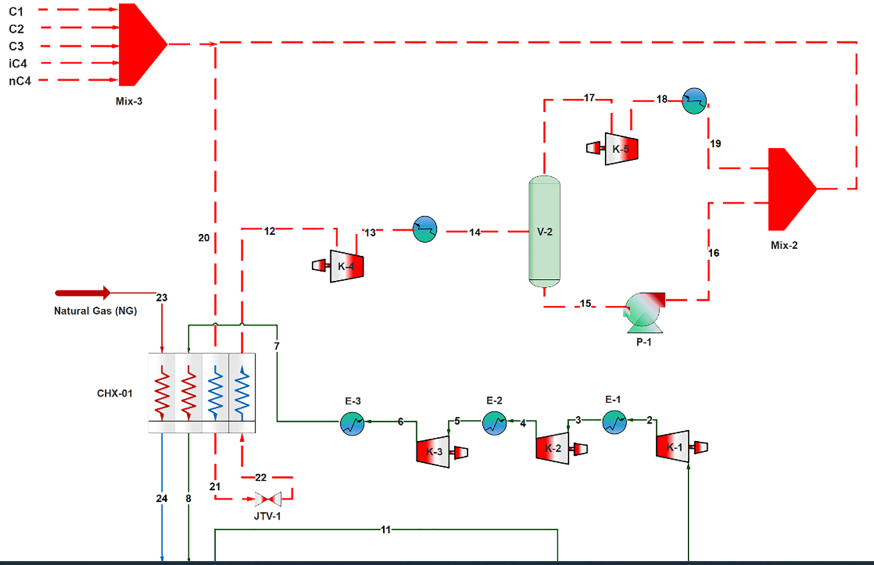 C1
C2
C3
iC4
nC4
Mix-3
17
18
K-5
19
20
12
13
14
V-2
Mix-2
K-4
16
15
23
Natural Gas (NG)
P-1
7
CHX-01
E-3
E-2
E-1
6
5
4
3
2
K-3
K-2
K-1
22
21
24
8
JTV-1
11